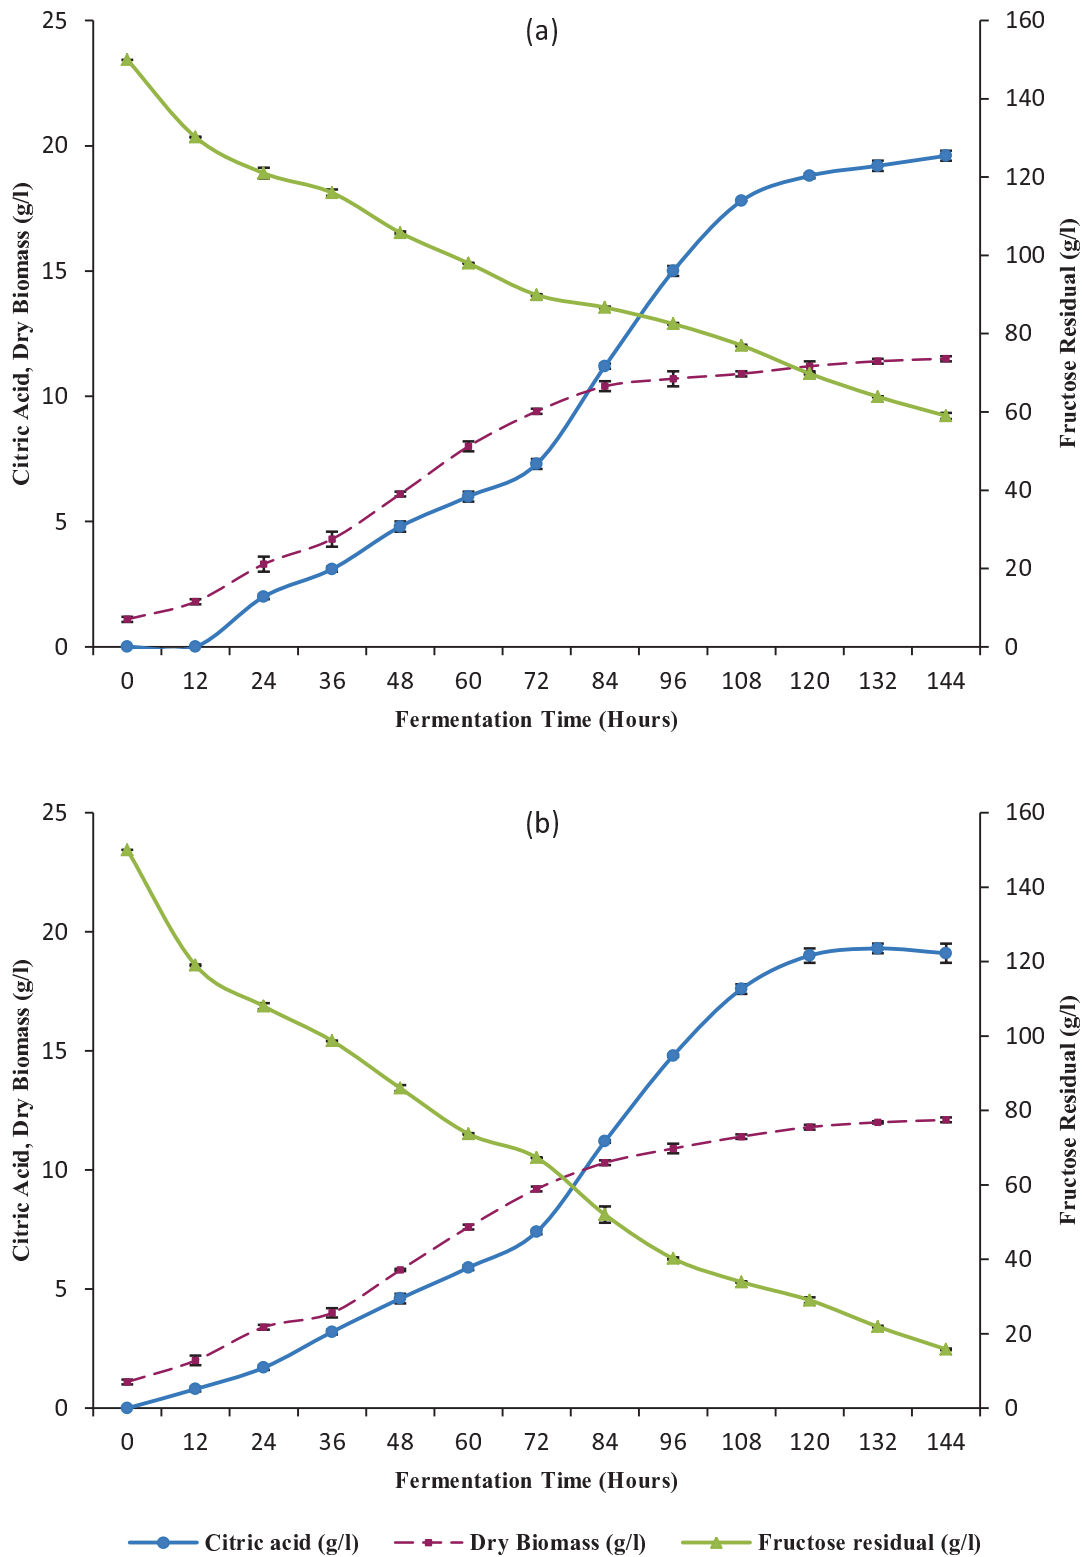 (a)
25
20
15
10
5
0
Citric Acid, Dry Biomass (g/l)
160
140
120
100
80
60
40
20
0
Fructose Residual (g/l)
0 12 24 36 48 60 72 84 96 108 120 132 144
Fermentation Time (Hours)
(b)
25
20
15
10
5
0
Citric Acid, Dry Biomass (g/l)
160
140
120
100
80
60
40
20
0
Fructose Residual (g/l)
0 12 24 36 48 60 72 84 96 108 120 132 144
Fermentation Time (Hours)
Citric acid (g/l) Dry Biomass (g/l) Fructose residual (g/l)